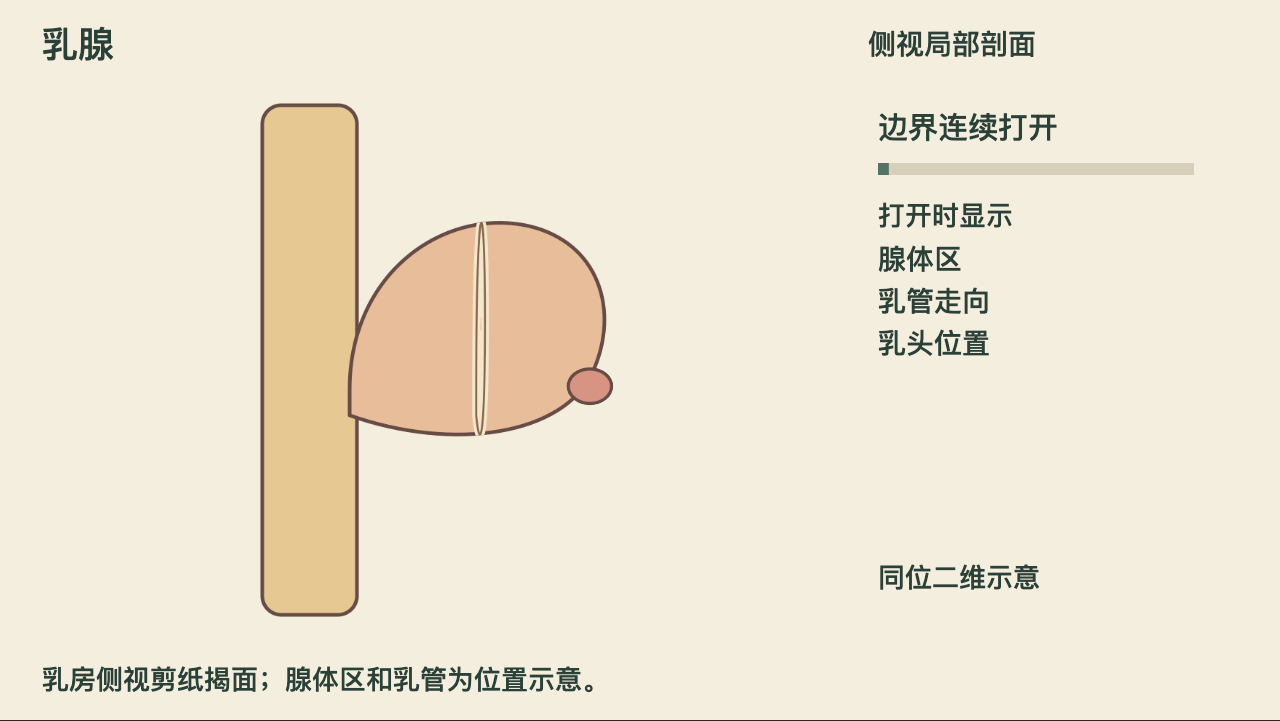 乳腺
侧视局部剖面
边界连续打开
打开时显示
腺体区
乳管走向
乳头位置
同位二维示意
乳房侧视剪纸揭面；腺体区和乳管为位置示意。